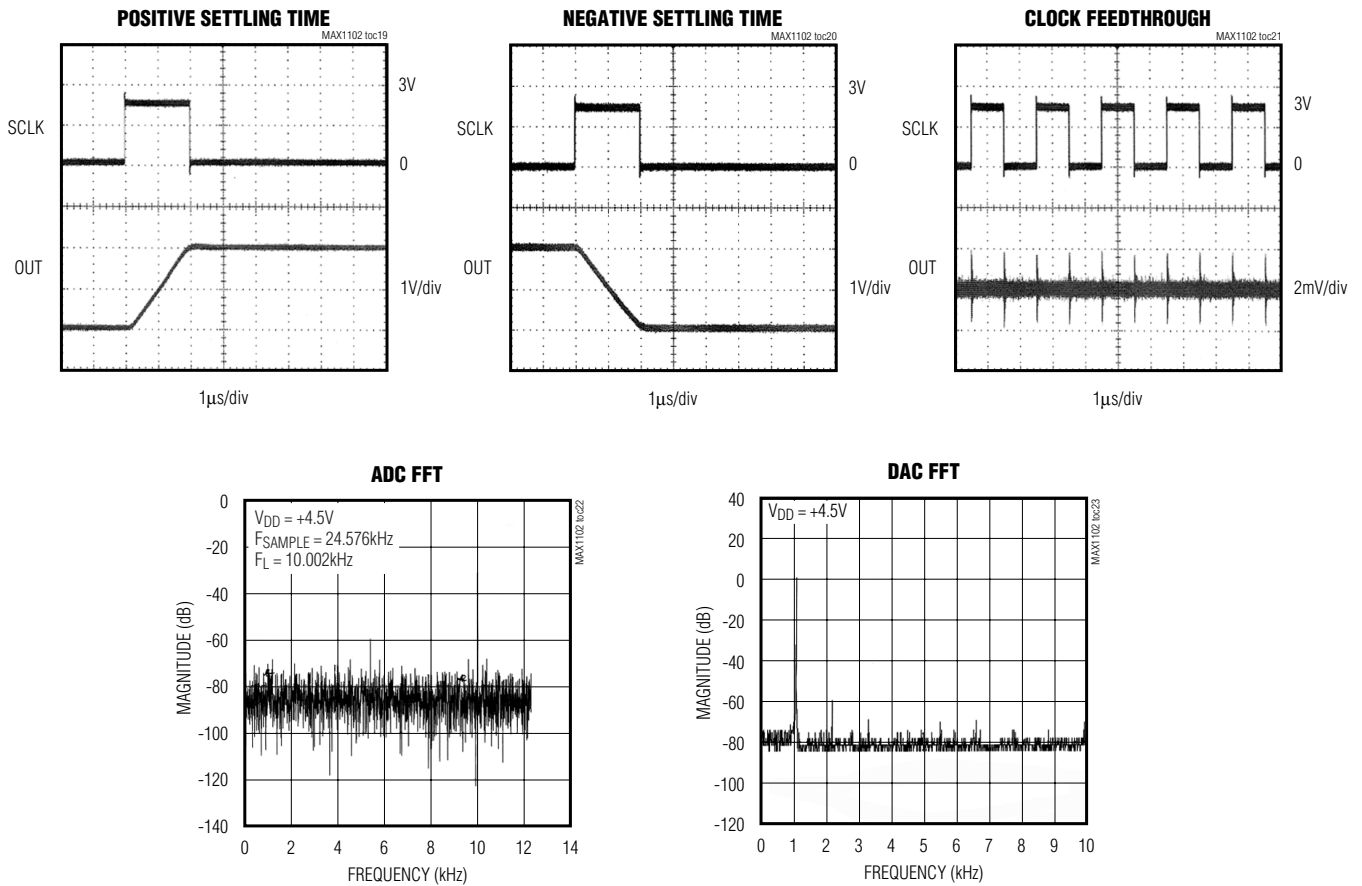 POSITIVE SETTLING TIME
MAX1102 toc19
3V
SCLK
0
OUT
1V/div
1µs/div
NEGATIVE SETTLING TIME
MAX1102 toc20
3V
SCLK
0
OUT
1V/div
1µs/div
CLOCK FEEDTHROUGH
MAX1102 toc21
3V
SCLK
0
OUT
2mV/div
1µs/div
ADC FFT
MAX1102 toc22
VDD = +4.5V
FSAMPLE = 24.576kHz
FL = 10.002kHz
MAGNITUDE (dB)
0
-20
-40
-60
-80
-100
-120
-140
0 2 4 6 8 10 12 14
FREQUENCY (kHz)
DAC FFT
MAX1102 toc23
VDD = +4.5V
MAGNITUDE (dB)
40
20
0
-20
-40
-60
-80
-100
-120
0 1 2 3 4 5 6 7 8 9 10
FREQUENCY (kHz)